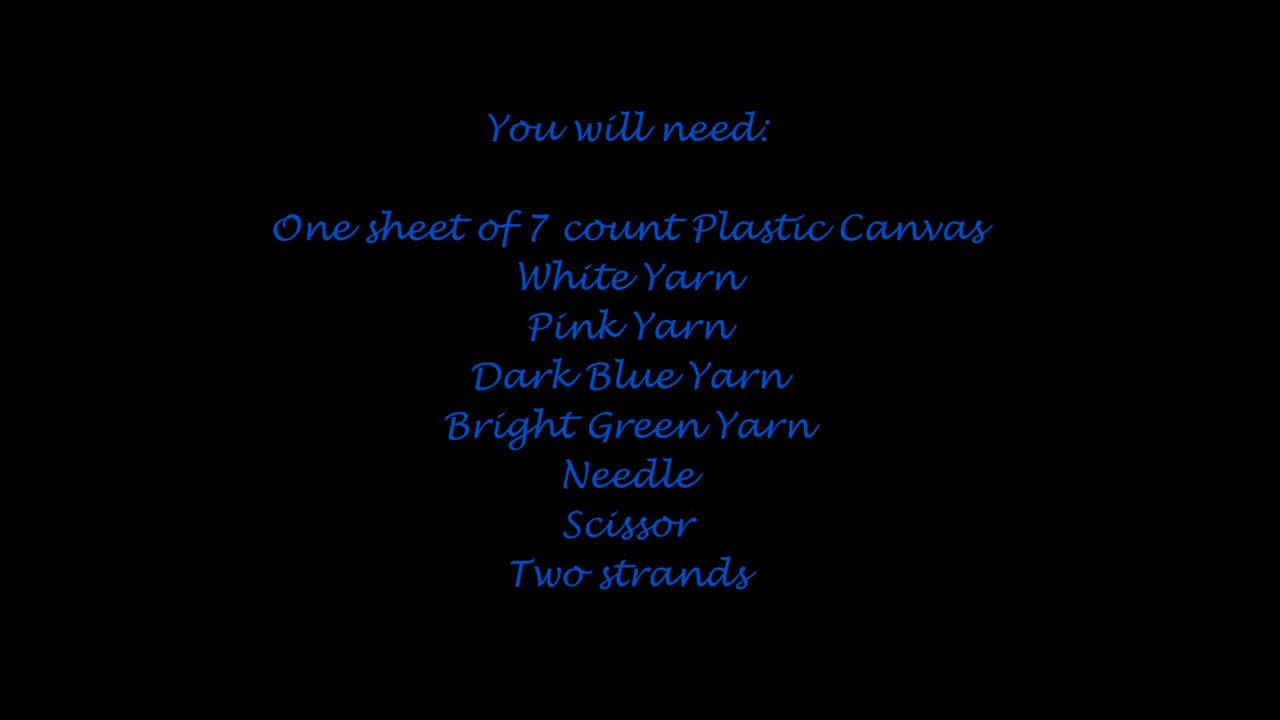 You will need:
One sheet of 7 count Plastic Canvas
White Yarn
Pink Yarn
Dark Blue Yarn
Bright Green Yarn
Needle
Scissor
Two strands